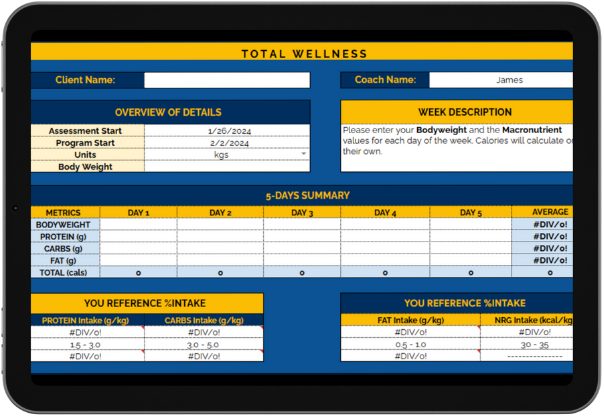 TOTAL WELLNESS
Client Name:
Coach Name: James
OVERVIEW OF DETAILS
Assessment Start 1/26/2024
Program Start 2/2/2024
Units kgs
Body Weight
WEEK DESCRIPTION
Please enter your Bodyweight and the Macronutrient
values for each day of the week. Calories will calculate on
their own.
5-DAYS SUMMARY
METRICS DAY 1 DAY 2 DAY 3 DAY 4 DAY 5 AVERAGE
BODYWEIGHT #DIV/0!
PROTEIN (g) #DIV/0!
CARBS (g) #DIV/0!
FAT (g) #DIV/0!
TOTAL (cals) 0 0 0 0 0 0
YOU REFERENCE %INTAKE
PROTEIN Intake (g/kg) CARBS Intake (g/kg)
#DIV/0! #DIV/0!
1.5 - 3.0 3.0 - 5.0
#DIV/0! #DIV/0!
YOU REFERENCE %INTAKE
FAT Intake (g/kg) NRG Intake (kcal/kg
#DIV/0! #DIV/0!
0.5 - 1.0 30 - 35
#DIV/0! ---------------